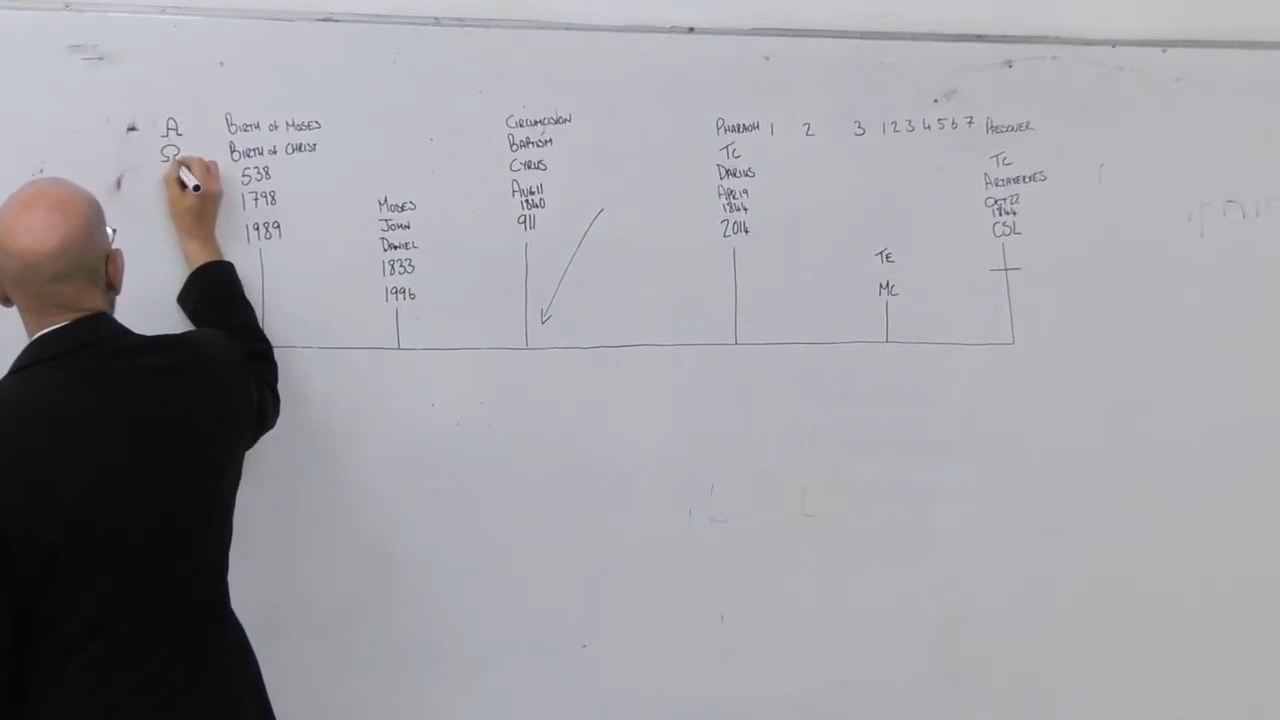 A BIRTH OF MOSES
Ω BIRTH OF CHRIST
538
1798
1989
MOSES
JOHN
DANIEL
1833
1996
CIRCUMCISION
BAPTISM
CYRUS
AUG 11
1840
911
PHARAOH 1 2 3 1 2 3 4 5 6 7 PASSOVER
TC
DARIUS
APR 19
1844
2014
TE
MC
TC
ARTAXERXES
OCT 22
1844
CSL